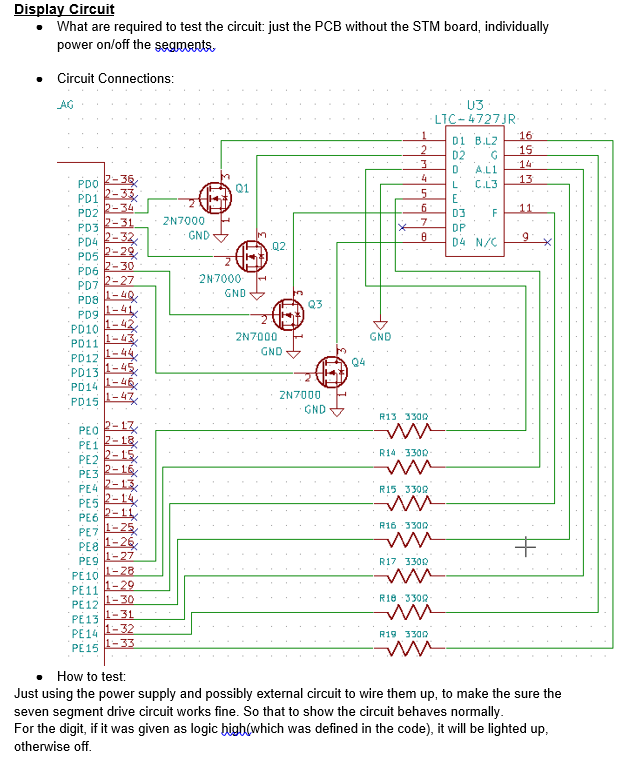 Display Circuit
• What are required to test the circuit: just the PCB without the STM board, individually
power on/off the segments.
• Circuit Connections:
_AG
U3
LTC-4727JR
1 D1 B.L2 16
2 D2 G 15
3 D A.L1 14
4 L C.L3 13
5 E
6 D3 F 11
7 DP
8 D4 N/C 9
PD0 2-36
PD1 2-33
PD2 2-34
PD3 2-31
PD4 2-32
PD5 2-29
PD6 2-30
PD7 2-27
PD8 1-40
PD9 1-41
PD10 1-42
PD11 1-43
PD12 1-44
PD13 1-45
PD14 1-46
PD15 1-47
3
Q1
2
1
2N7000
GND
3
Q2
2
1
2N7000
GND
3
Q3
2
1
2N7000
GND
3
Q4
2
1
2N7000
GND
GND
PE0 2-17
PE1 2-18
PE2 2-15
PE3 2-16
PE4 2-13
PE5 2-14
PE6 2-11
PE7 1-25
PE8 1-26
PE9 1-27
PE10 1-28
PE11 1-29
PE12 1-30
PE13 1-31
PE14 1-32
PE15 1-33
R13 330Ω
R14 330Ω
R15 330Ω
R16 330Ω
R17 330Ω
R18 330Ω
R19 330Ω
• How to test:
Just using the power supply and possibly external circuit to wire them up, to make the sure the
seven segment drive circuit works fine. So that to show the circuit behaves normally.
For the digit, if it was given as logic high(which was defined in the code), it will be lighted up,
otherwise off.